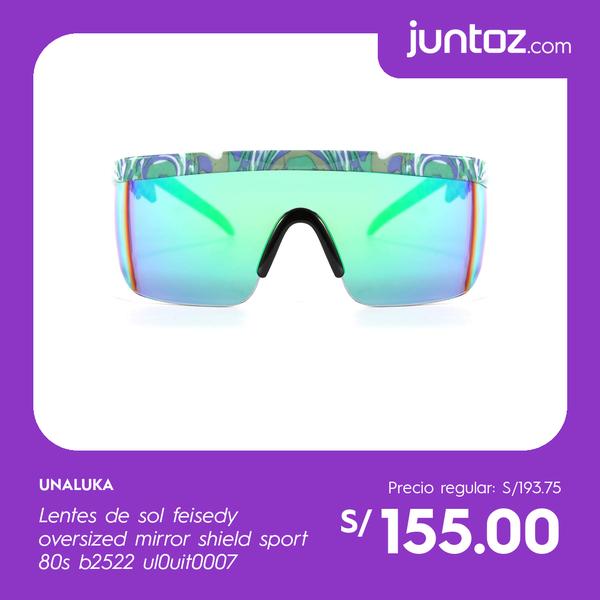 juntoz.com
UNALUKA
Lentes de sol feisedy
oversized mirror shield sport
80s b2522 ul0uit0007
Precio regular: S/193.75
S/155.00